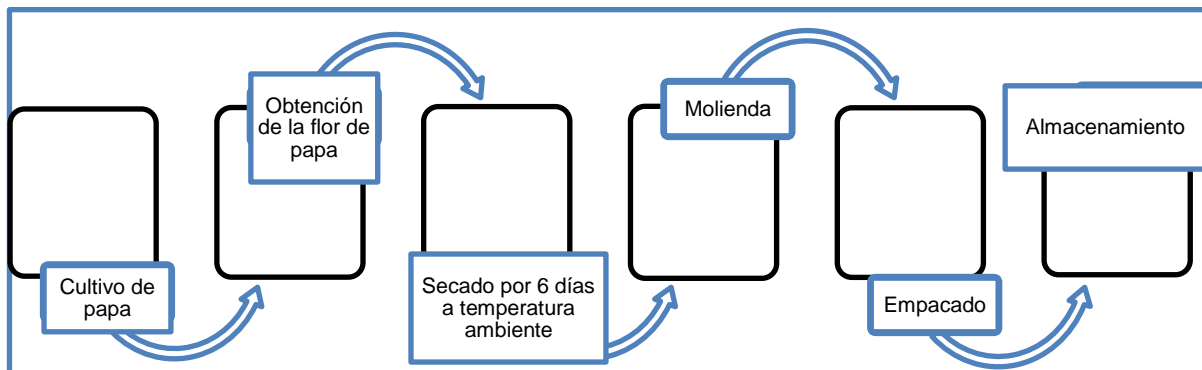 Cultivo de
papa
Obtención
de la flor de
papa
Secado por 6 días
a temperatura
ambiente
Molienda
Empacado
Almacenamiento